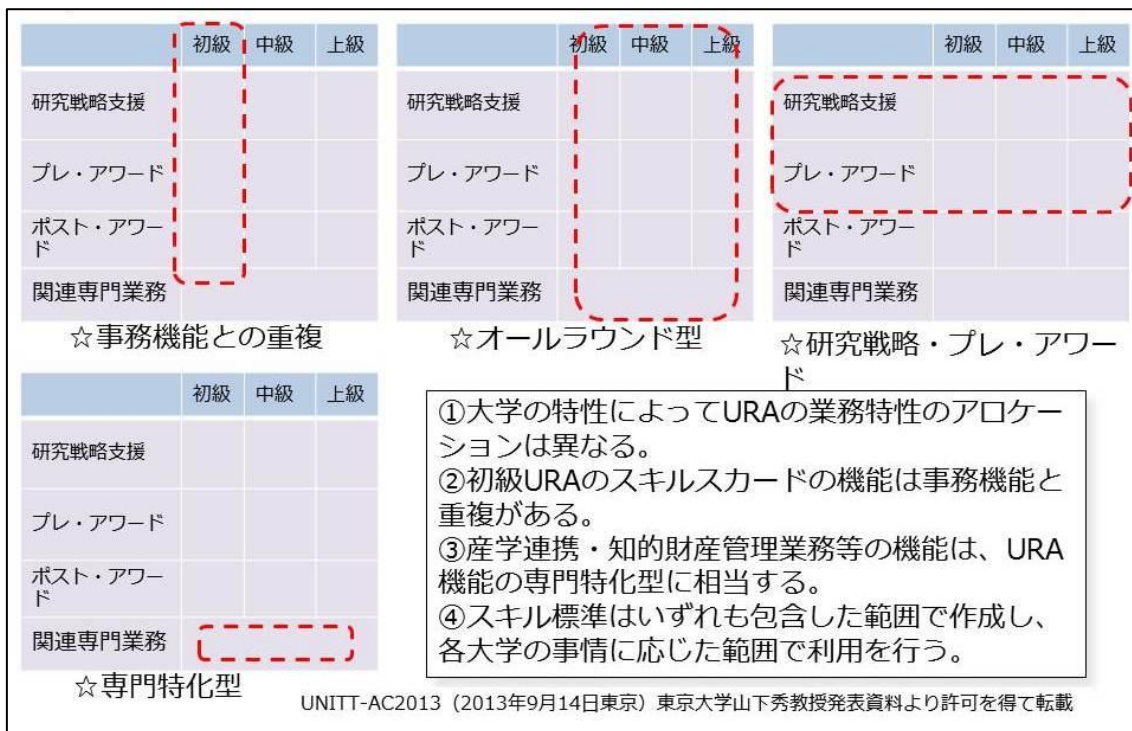 初級 中級 上級
研究戦略支援
プレ・アワード
ポスト・アワー
ド
関連専門業務
☆事務機能との重複
初級 中級 上級
研究戦略支援
プレ・アワード
ポスト・アワー
ド
関連専門業務
☆オールラウンド型
初級 中級 上級
研究戦略支援
プレ・アワード
ポスト・アワー
ド
関連専門業務
☆研究戦略・プレ・アワー
ド
初級 中級 上級
研究戦略支援
プレ・アワード
ポスト・アワー
ド
関連専門業務
☆専門特化型
①大学の特性によってURAの業務特性のアロケー
ションは異なる。
②初級URAのスキルスカードの機能は事務機能と
重複がある。
③産学連携・知的財産管理業務等の機能は、URA
機能の専門特化型に相当する。
④スキル標準はいずれも包含した範囲で作成し、
各大学の事情に応じた範囲で利用を行う。
UNITT-AC2013（2013年9月14日東京）東京大学山下秀教授発表資料より許可を得て転載